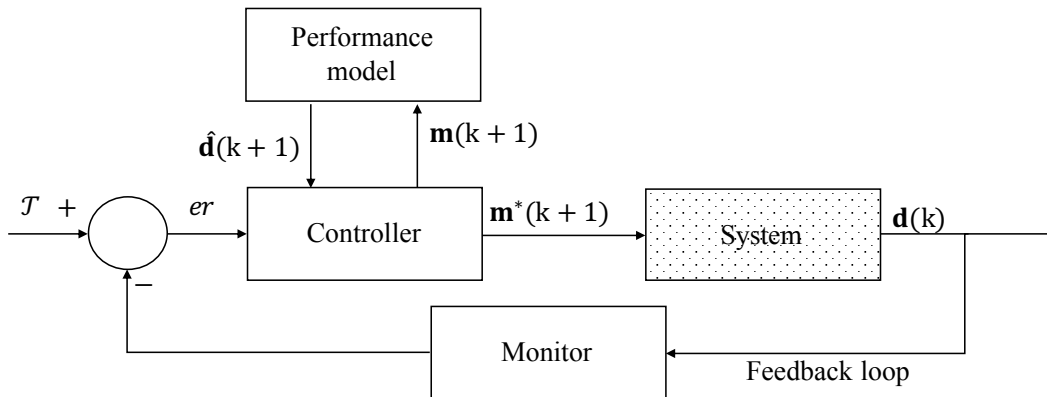 Performance
model
𝐝̂(k + 1)
𝐦(k + 1)
𝒯 +
er
Controller
𝐦*(k + 1)
System
𝐝(k)
−
Monitor
Feedback loop